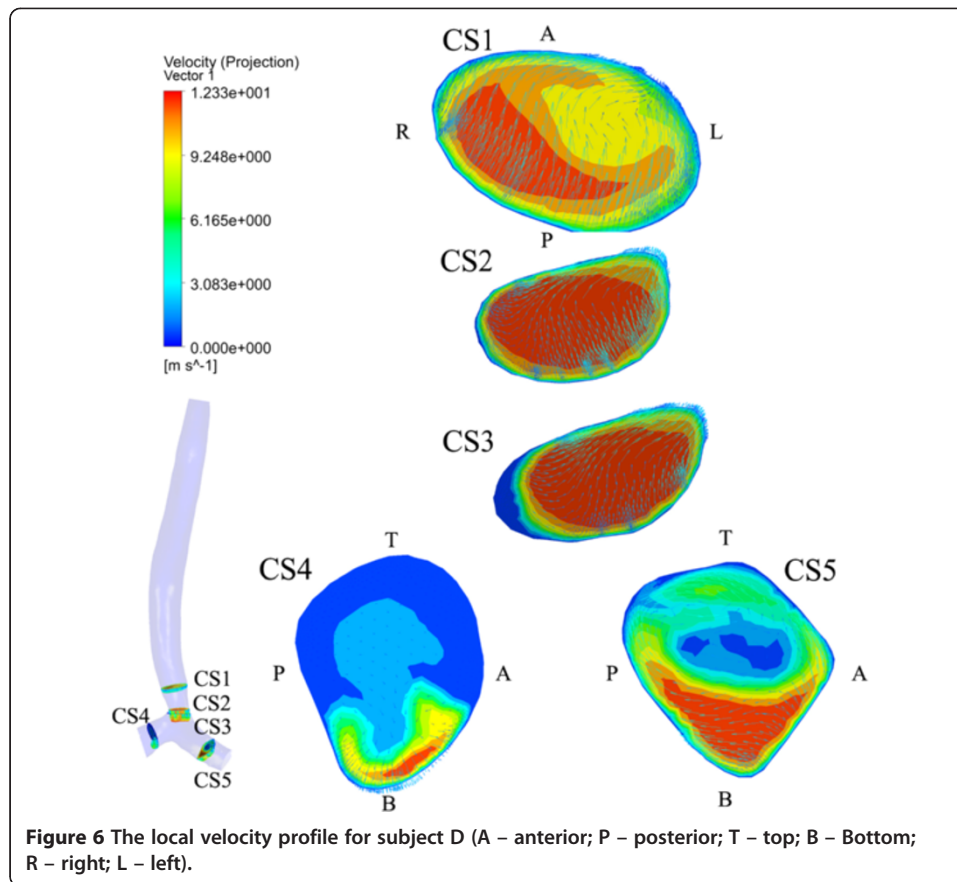 CS1
A
Velocity (Projection)
Vector 1
1.233e+001
9.248e+000
6.165e+000
3.083e+000
0.000e+000
[m s^-1]
R
L
P
CS2
CS3
T
CS4
P
A
B
T
CS5
P
A
B
CS1
CS2
CS4
CS3
CS5
Figure 6 The local velocity profile for subject D (A – anterior; P – posterior; T – top; B – Bottom;
R – right; L – left).